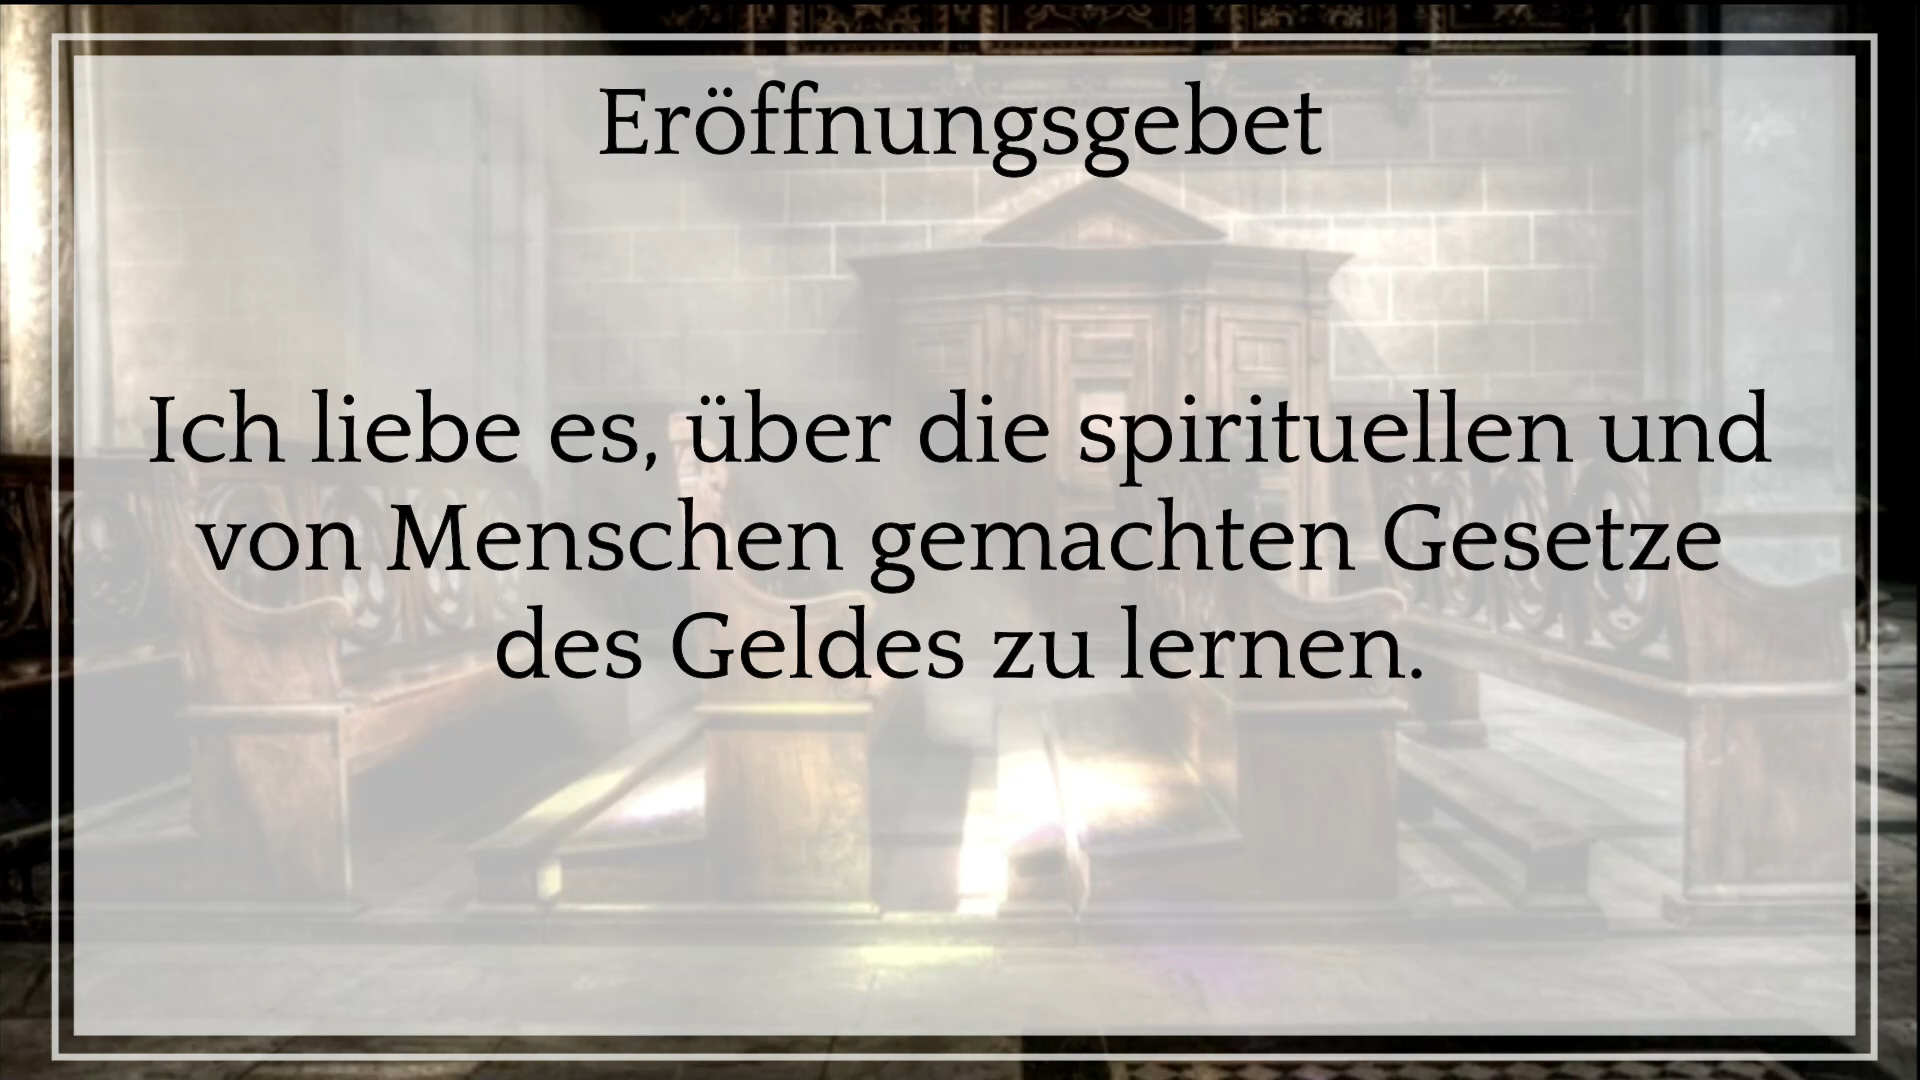 Eröffnungsgebet
Ich liebe es, über die spirituellen und
von Menschen gemachten Gesetze
des Geldes zu lernen.